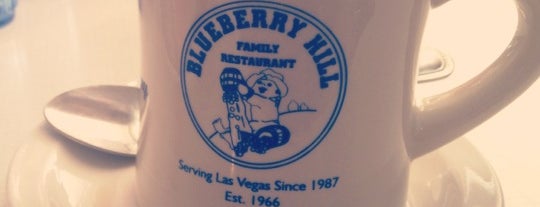 BLUEBERRY HILL
FAMILY
RESTAURANT
Serving Las Vegas Since 1987
Est. 1966